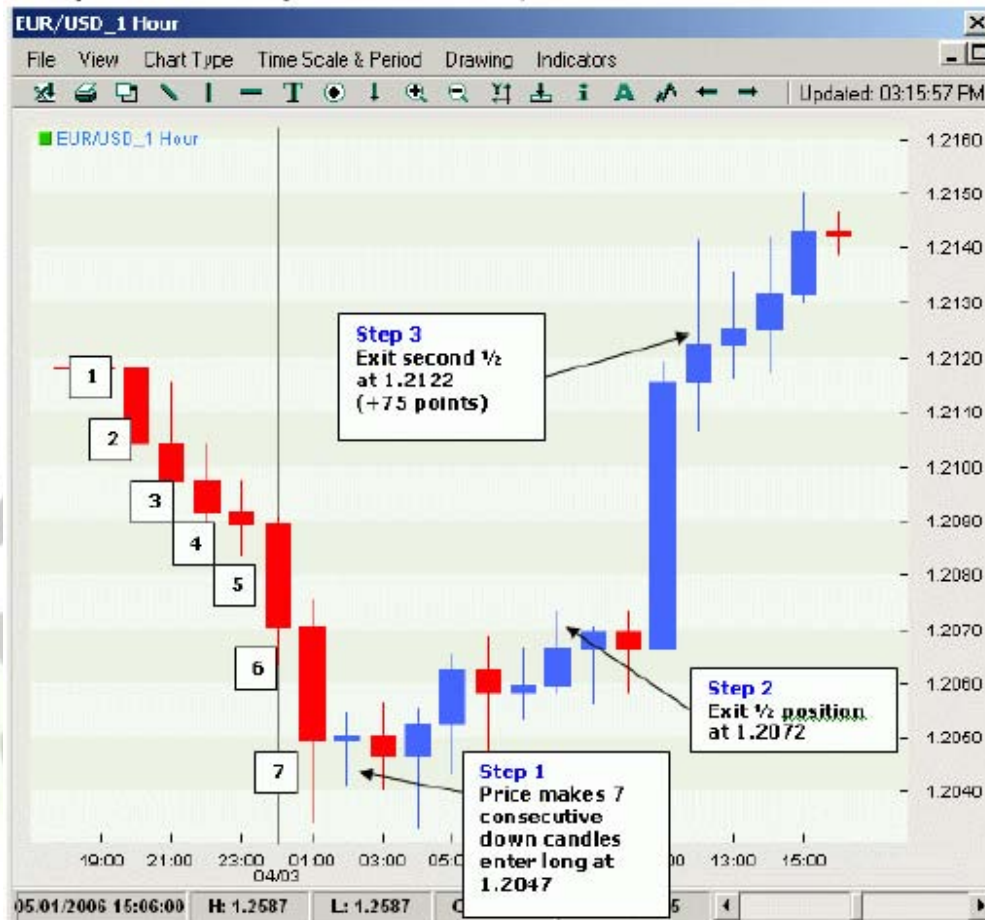 EUR/USD_1 Hour
File View Chart Type Time Scale & Period Drawing Indicators
T i A Updated: 03:15:57 PM
EUR/USD_1 Hour
1.2160
1.2150
1.2140
1.2130
1.2120
1.2110
1.2100
1.2090
1.2080
1.2070
1.2060
1.2050
1.2040
Step 3
Exit second ½
at 1.2122
(+75 points)
1
2
3
4
5
6
7
Step 2
Exit ½ position
at 1.2072
Step 1
Price makes 7
consecutive
down candles
enter long at
1.2047
19:00 21:00 23:00 01:00 03:00 13:00 15:00
04/03
05.01/2006 15:06:00 H: 1.2587 L: 1.2587